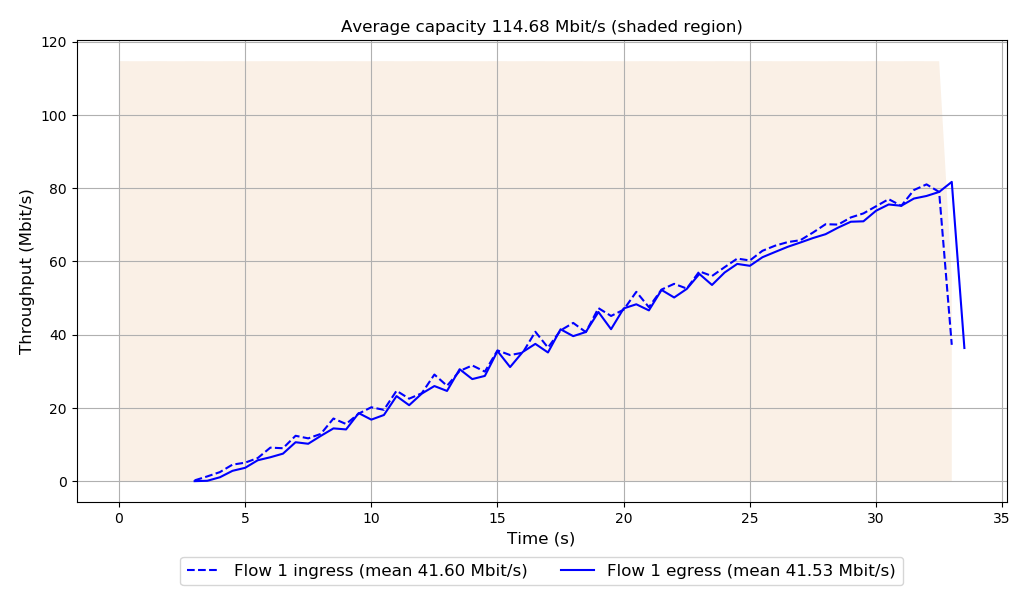 Average capacity 114.68 Mbit/s (shaded region)
120
100
80
60
40
20
0
Throughput (Mbit/s)
0 5 10 15 20 25 30 35
Time (s)
Flow 1 ingress (mean 41.60 Mbit/s) Flow 1 egress (mean 41.53 Mbit/s)